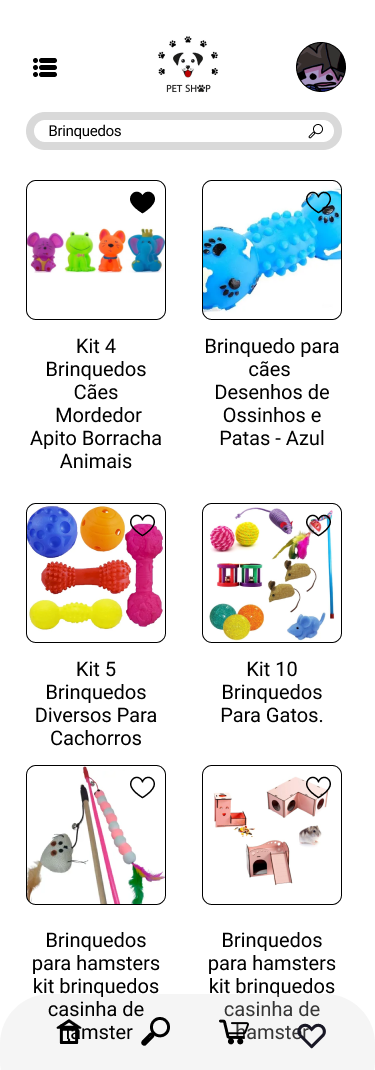 PET SHOP
Brinquedos
Kit 4
Brinquedos
Cães
Mordedor
Apito Borracha
Animais
Brinquedo para
cães
Desenhos de
Ossinhos e
Patas - Azul
Kit 5
Brinquedos
Diversos Para
Cachorros
Kit 10
Brinquedos
Para Gatos.
Brinquedos
para hamsters
kit brinquedos
casinha de
hamster
Brinquedos
para hamsters
kit brinquedos
casinha de
hamster